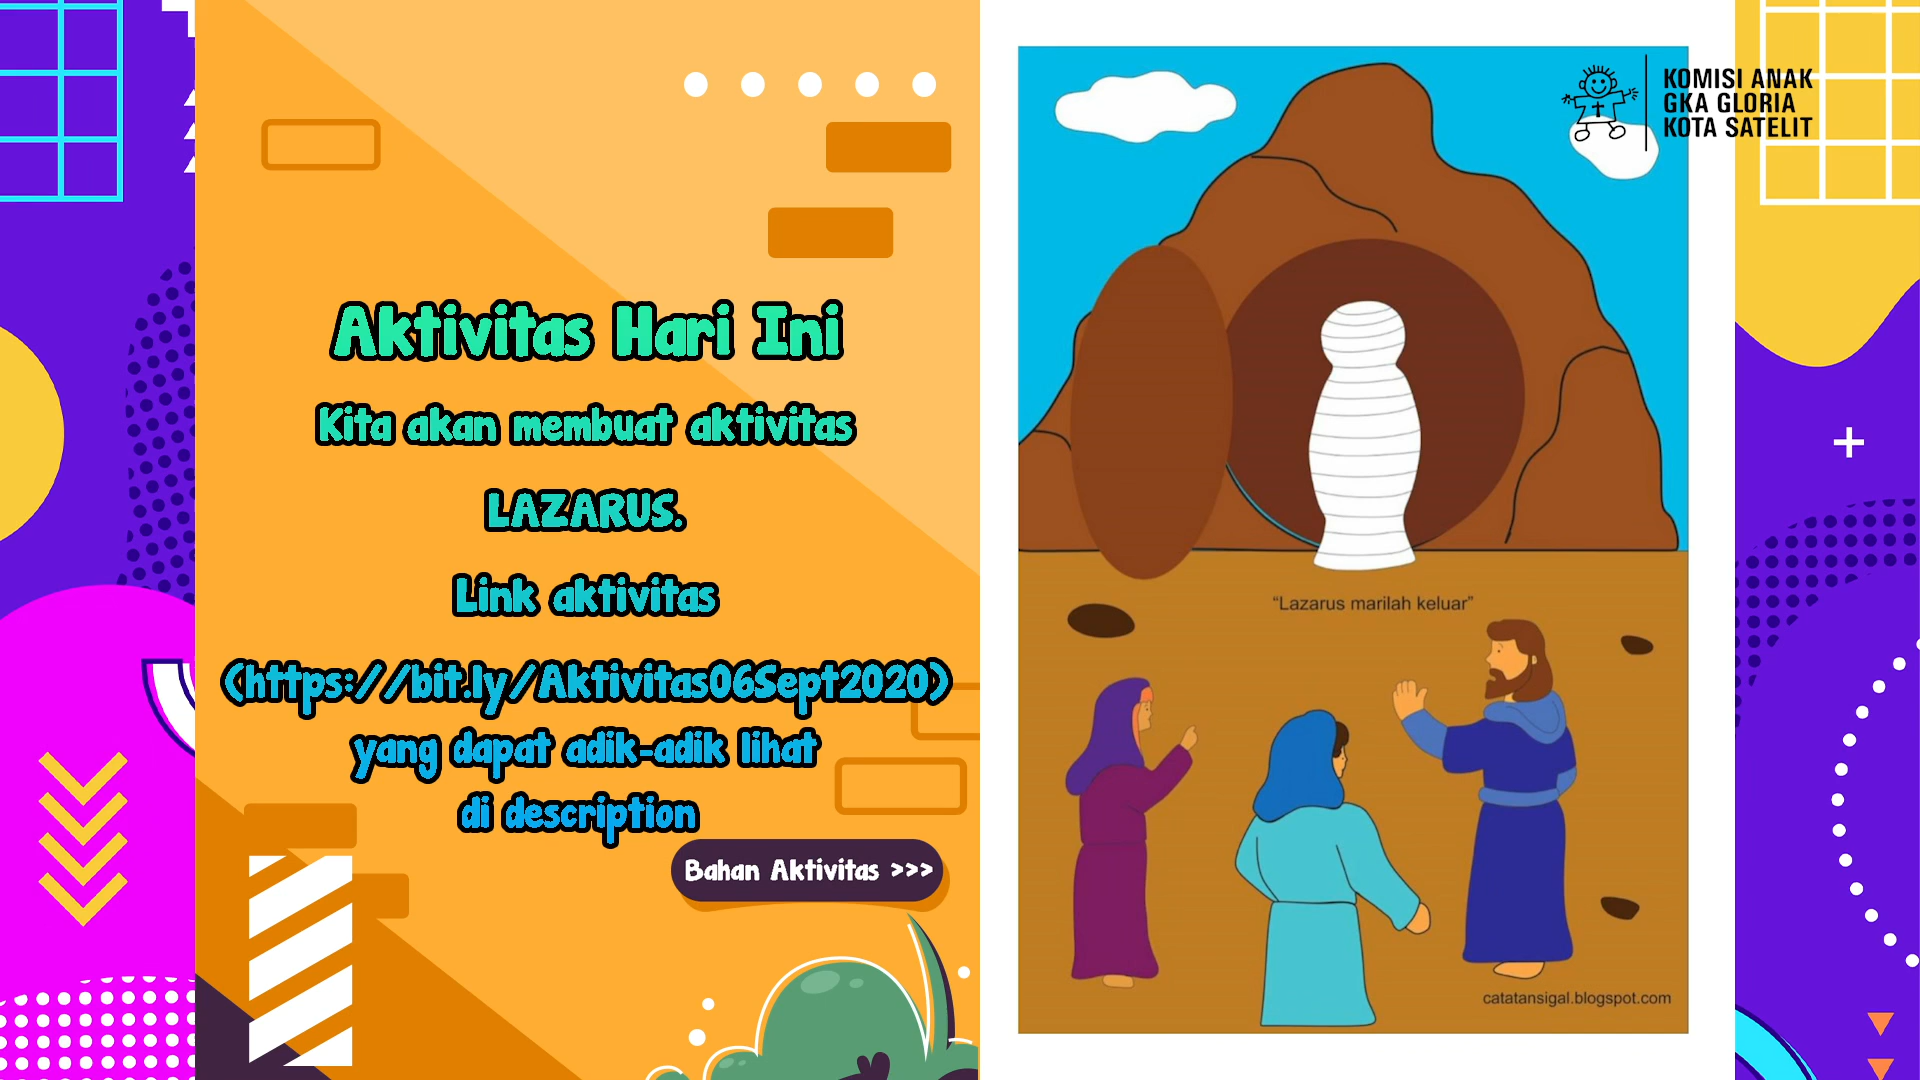 Aktivitas Hari Ini
Kita akan membuat aktivitas
LAZARUS.
Link aktivitas
(https://bit.ly/Aktivitas06Sept2020)
yang dapat adik-adik lihat
di description
Bahan Aktivitas >>>
KOMISI ANAK
GKA GLORIA
KOTA SATELIT
“Lazarus marilah keluar”
catatansigal.blogspot.com